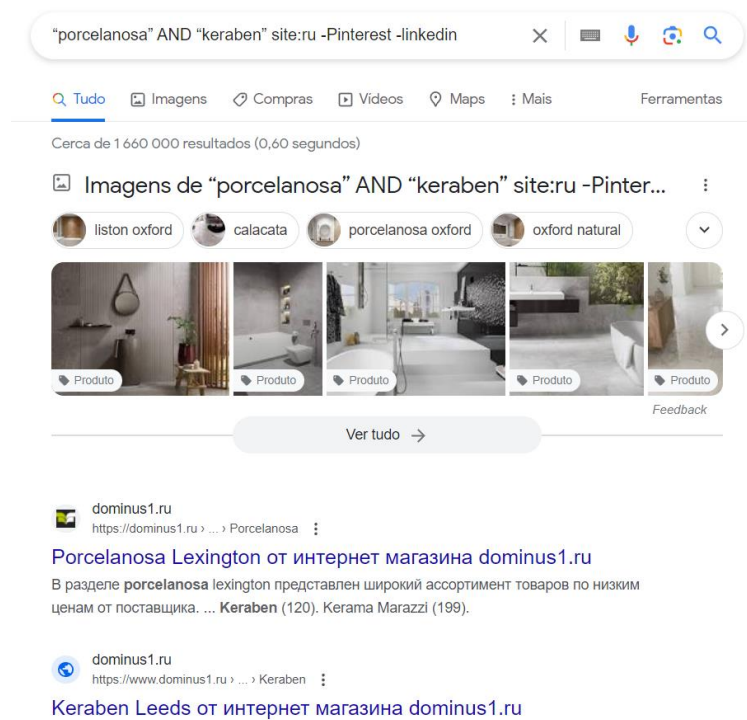 “porcelanosa” AND “keraben” site:ru -Pinterest -linkedin
Tudo Imagens Compras Vídeos Maps Mais Ferramentas
Cerca de 1 660 000 resultados (0,60 segundos)
Imagens de “porcelanosa” AND “keraben” site:ru -Pinter...
liston oxford calacata porcelanosa oxford oxford natural
Produto Produto Produto Produto Produto
Feedback
Ver tudo
dominus1.ru
https://dominus1.ru › ... › Porcelanosa
Porcelanosa Lexington от интернет магазина dominus1.ru
В разделе porcelanosa lexington представлен широкий ассортимент товаров по низким
ценам от поставщика. ... Keraben (120). Kerama Marazzi (199).
dominus1.ru
https://www.dominus1.ru › ... › Keraben
Keraben Leeds от интернет магазина dominus1.ru